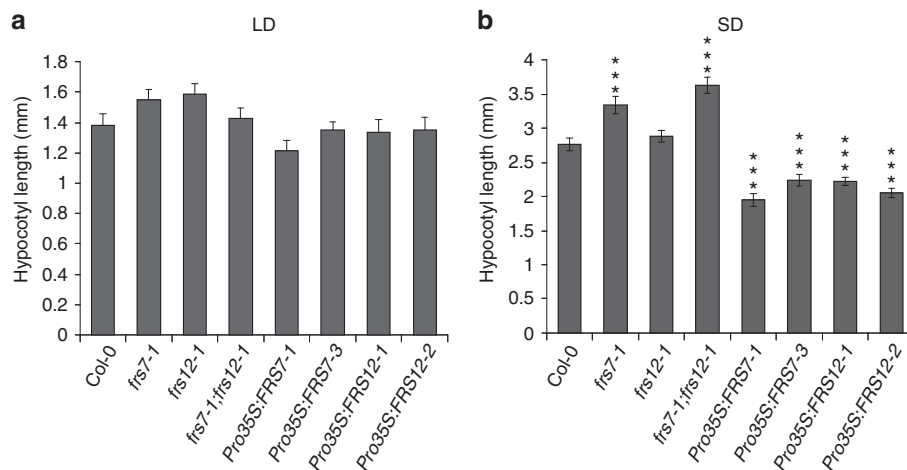 a
LD
Hypocotyl length (mm)
1.8
1.6
1.4
1.2
1
0.8
0.6
0.4
0.2
0
Col-0
frs7-1
frs12-1
frs7-1;frs12-1
Pro35S:FRS7-1
Pro35S:FRS7-3
Pro35S:FRS12-1
Pro35S:FRS12-2
b
SD
Hypocotyl length (mm)
4
3.5
3
2.5
2
1.5
1
0.5
0
***
***
***
***
***
***
Col-0
frs7-1
frs12-1
frs7-1;frs12-1
Pro35S:FRS7-1
Pro35S:FRS7-3
Pro35S:FRS12-1
Pro35S:FRS12-2